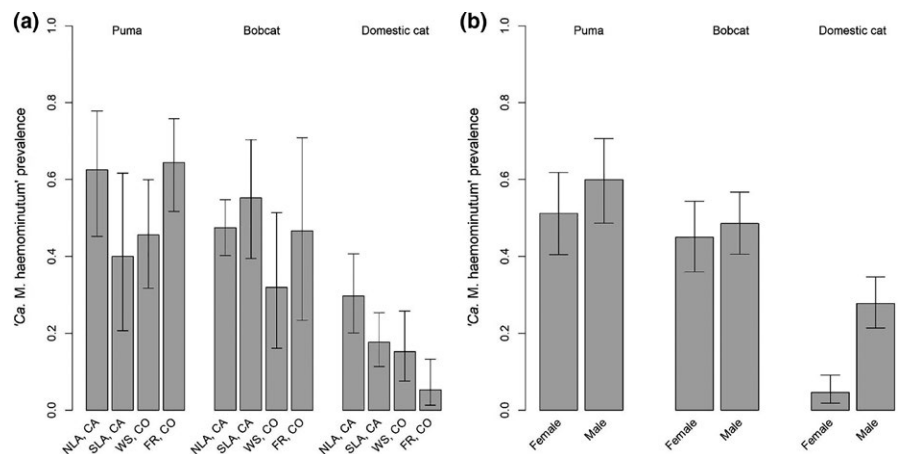 (a)
Puma
Bobcat
Domestic cat
'Ca. M. haemominutum' prevalence
1.0
0.8
0.6
0.4
0.2
0.0
NLA, CA
SLA, CA
WS, CO
FR, CO
NLA, CA
SLA, CA
WS, CO
FR, CO
NLA, CA
SLA, CA
WS, CO
FR, CO
(b)
Puma
Bobcat
Domestic cat
'Ca. M. haemominutum' prevalence
1.0
0.8
0.6
0.4
0.2
0.0
Female
Male
Female
Male
Female
Male